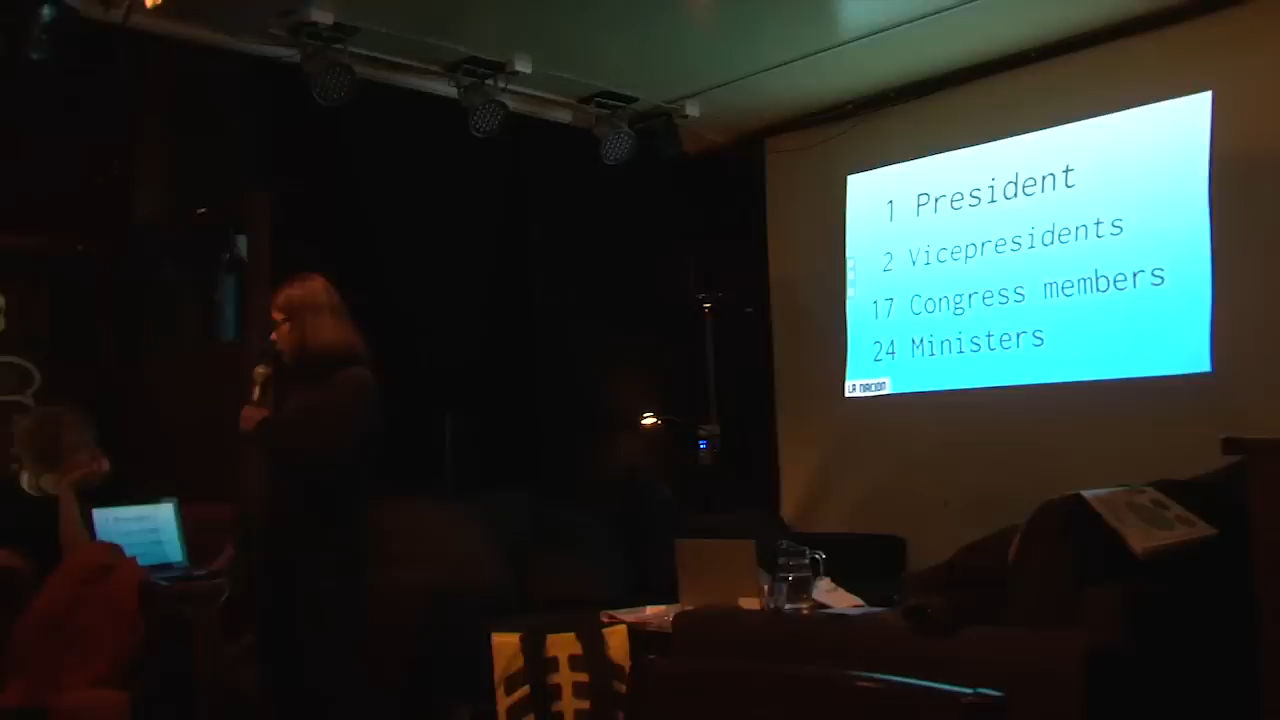 1 President
2 Vicepresidents
17 Congress members
24 Ministers
LA NACION